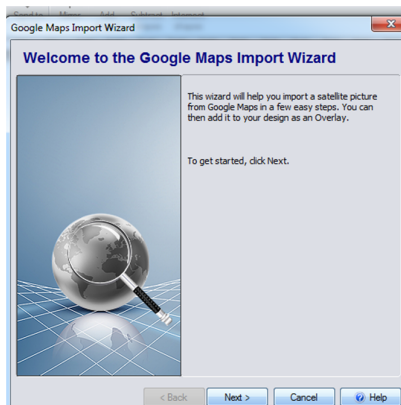 Google Maps Import Wizard
Welcome to the Google Maps Import Wizard
This wizard will help you import a satellite picture
from Google Maps in a few easy steps. You can
then add it to your design as an Overlay.
To get started, click Next.
< Back
Next >
Cancel
Help